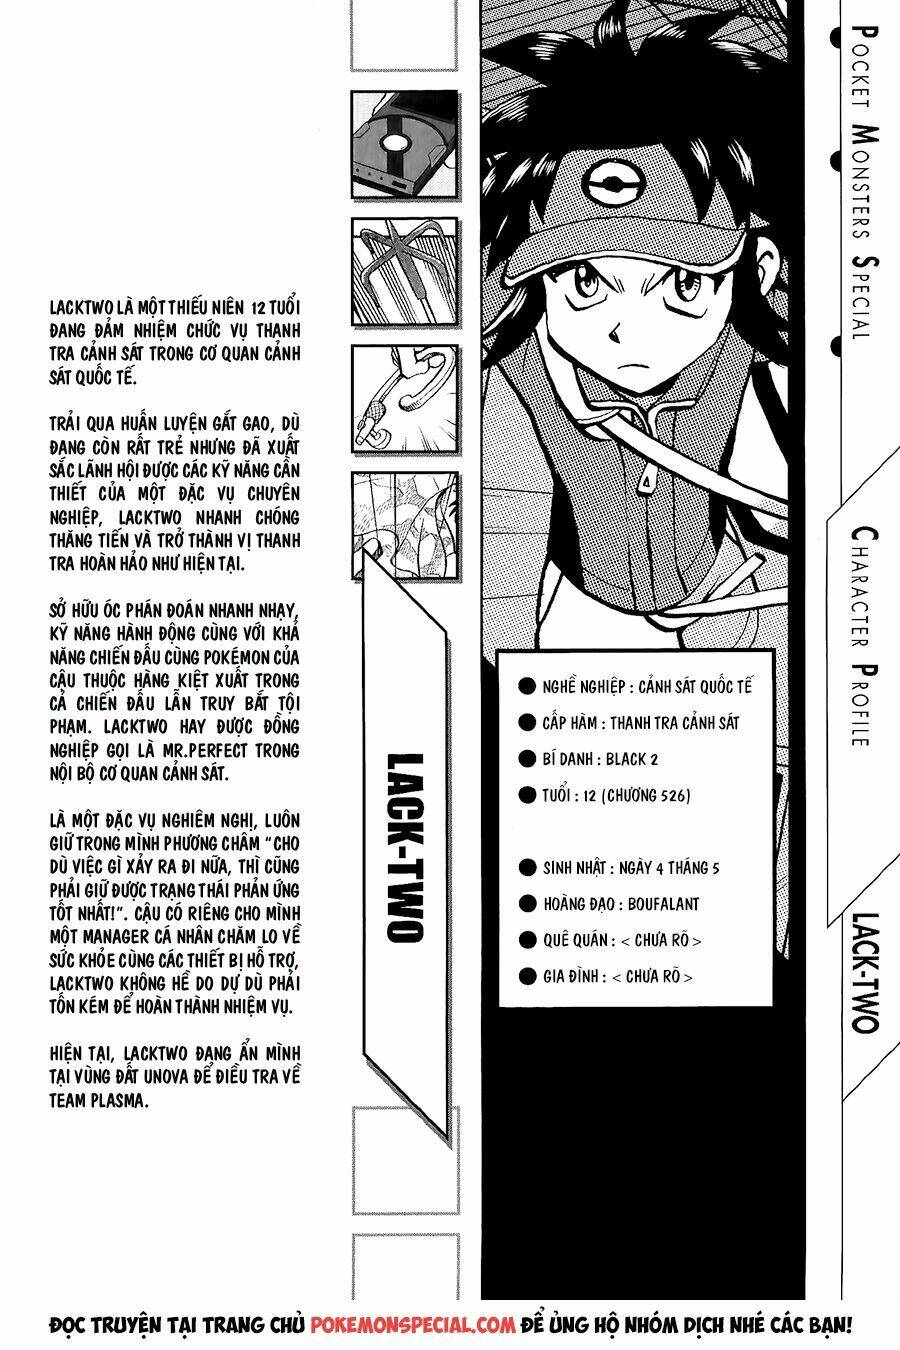 POCKET MONSTERS SPECIAL
CHARACTER PROFILE
LACK-TWO
LACKTWO LÀ MỘT THIẾU NIÊN 12 TUỔI
ĐANG ĐẢM NHIỆM CHỨC VỤ THANH
TRA CẢNH SÁT TRONG CƠ QUAN CẢNH
SÁT QUỐC TẾ.
TRẢI QUA HUẤN LUYỆN GẮT GAO, DÙ
ĐANG CÒN RẤT TRẺ NHƯNG ĐÃ XUẤT
SẮC LÃNH HỘI ĐƯỢC CÁC KỸ NĂNG CẦN
THIẾT CỦA MỘT ĐẶC VỤ CHUYÊN
NGHIỆP, LACKTWO NHANH CHÓNG
THĂNG TIẾN VÀ TRỞ THÀNH VỊ THANH
TRA HOÀN HẢO NHƯ HIỆN TẠI.
SỞ HỮU ÓC PHÁN ĐOÁN NHANH NHẠY,
KỸ NĂNG HÀNH ĐỘNG CÙNG VỚI KHẢ
NĂNG CHIẾN ĐẤU CÙNG POKÉMON CỦA
CẬU THUỘC HÀNG KIỆT XUẤT TRONG
CẢ CHIẾN ĐẤU LẪN TRUY BẮT TỘI
PHẠM. LACKTWO HAY ĐƯỢC ĐỒNG
NGHIỆP GỌI LÀ MR.PERFECT TRONG
NỘI BỘ CƠ QUAN CẢNH SÁT.
LÀ MỘT ĐẶC VỤ NGHIÊM NGHỊ, LUÔN
GIỮ TRONG MÌNH PHƯƠNG CHÂM “CHO
DÙ VIỆC GÌ XẢY RA ĐI NỮA, THÌ CŨNG
PHẢI GIỮ ĐƯỢC TRẠNG THÁI PHẢN ỨNG
TỐT NHẤT!”. CẬU CÓ RIÊNG CHO MÌNH
MỘT MANAGER CÁ NHÂN CHĂM LO VỀ
SỨC KHỎE CÙNG CÁC THIẾT BỊ HỖ TRỢ,
LACKTWO KHÔNG HỀ DO DỰ DÙ PHẢI
TỐN KÉM ĐỂ HOÀN THÀNH NHIỆM VỤ.
HIỆN TẠI, LACKTWO ĐANG ẨN MÌNH
TẠI VÙNG ĐẤT UNOVA ĐỂ ĐIỀU TRA VỀ
TEAM PLASMA.
LACK-TWO
NGHỀ NGHIỆP : CẢNH SÁT QUỐC TẾ
CẤP HÀM : THANH TRA CẢNH SÁT
BÍ DANH : BLACK 2
TUỔI : 12 (CHƯƠNG 526)
SINH NHẬT : NGÀY 4 THÁNG 5
HOÀNG ĐẠO : BOUFALANT
QUÊ QUÁN : < CHƯA RÕ >
GIA ĐÌNH : < CHƯA RÕ >
ĐỌC TRUYỆN TẠI TRANG CHỦ POKEMONSPECIAL.COM ĐỂ ỦNG HỘ NHÓM DỊCH NHÉ CÁC BẠN!